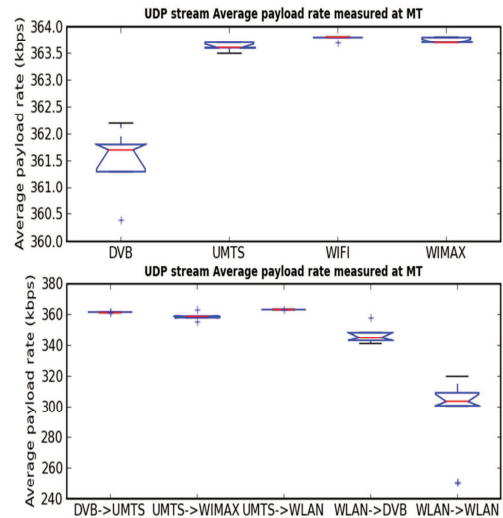 UDP stream Average payload rate measured at MT
Average payload rate (kbps)
364.0
363.5
363.0
362.5
362.0
361.5
361.0
360.5
360.0
DVB UMTS WIFI WIMAX
UDP stream Average payload rate measured at MT
Average payload rate (kbps)
380
360
340
320
300
280
260
240
DVB->UMTS UMTS->WIMAX UMTS->WLAN WLAN->DVB WLAN->WLAN